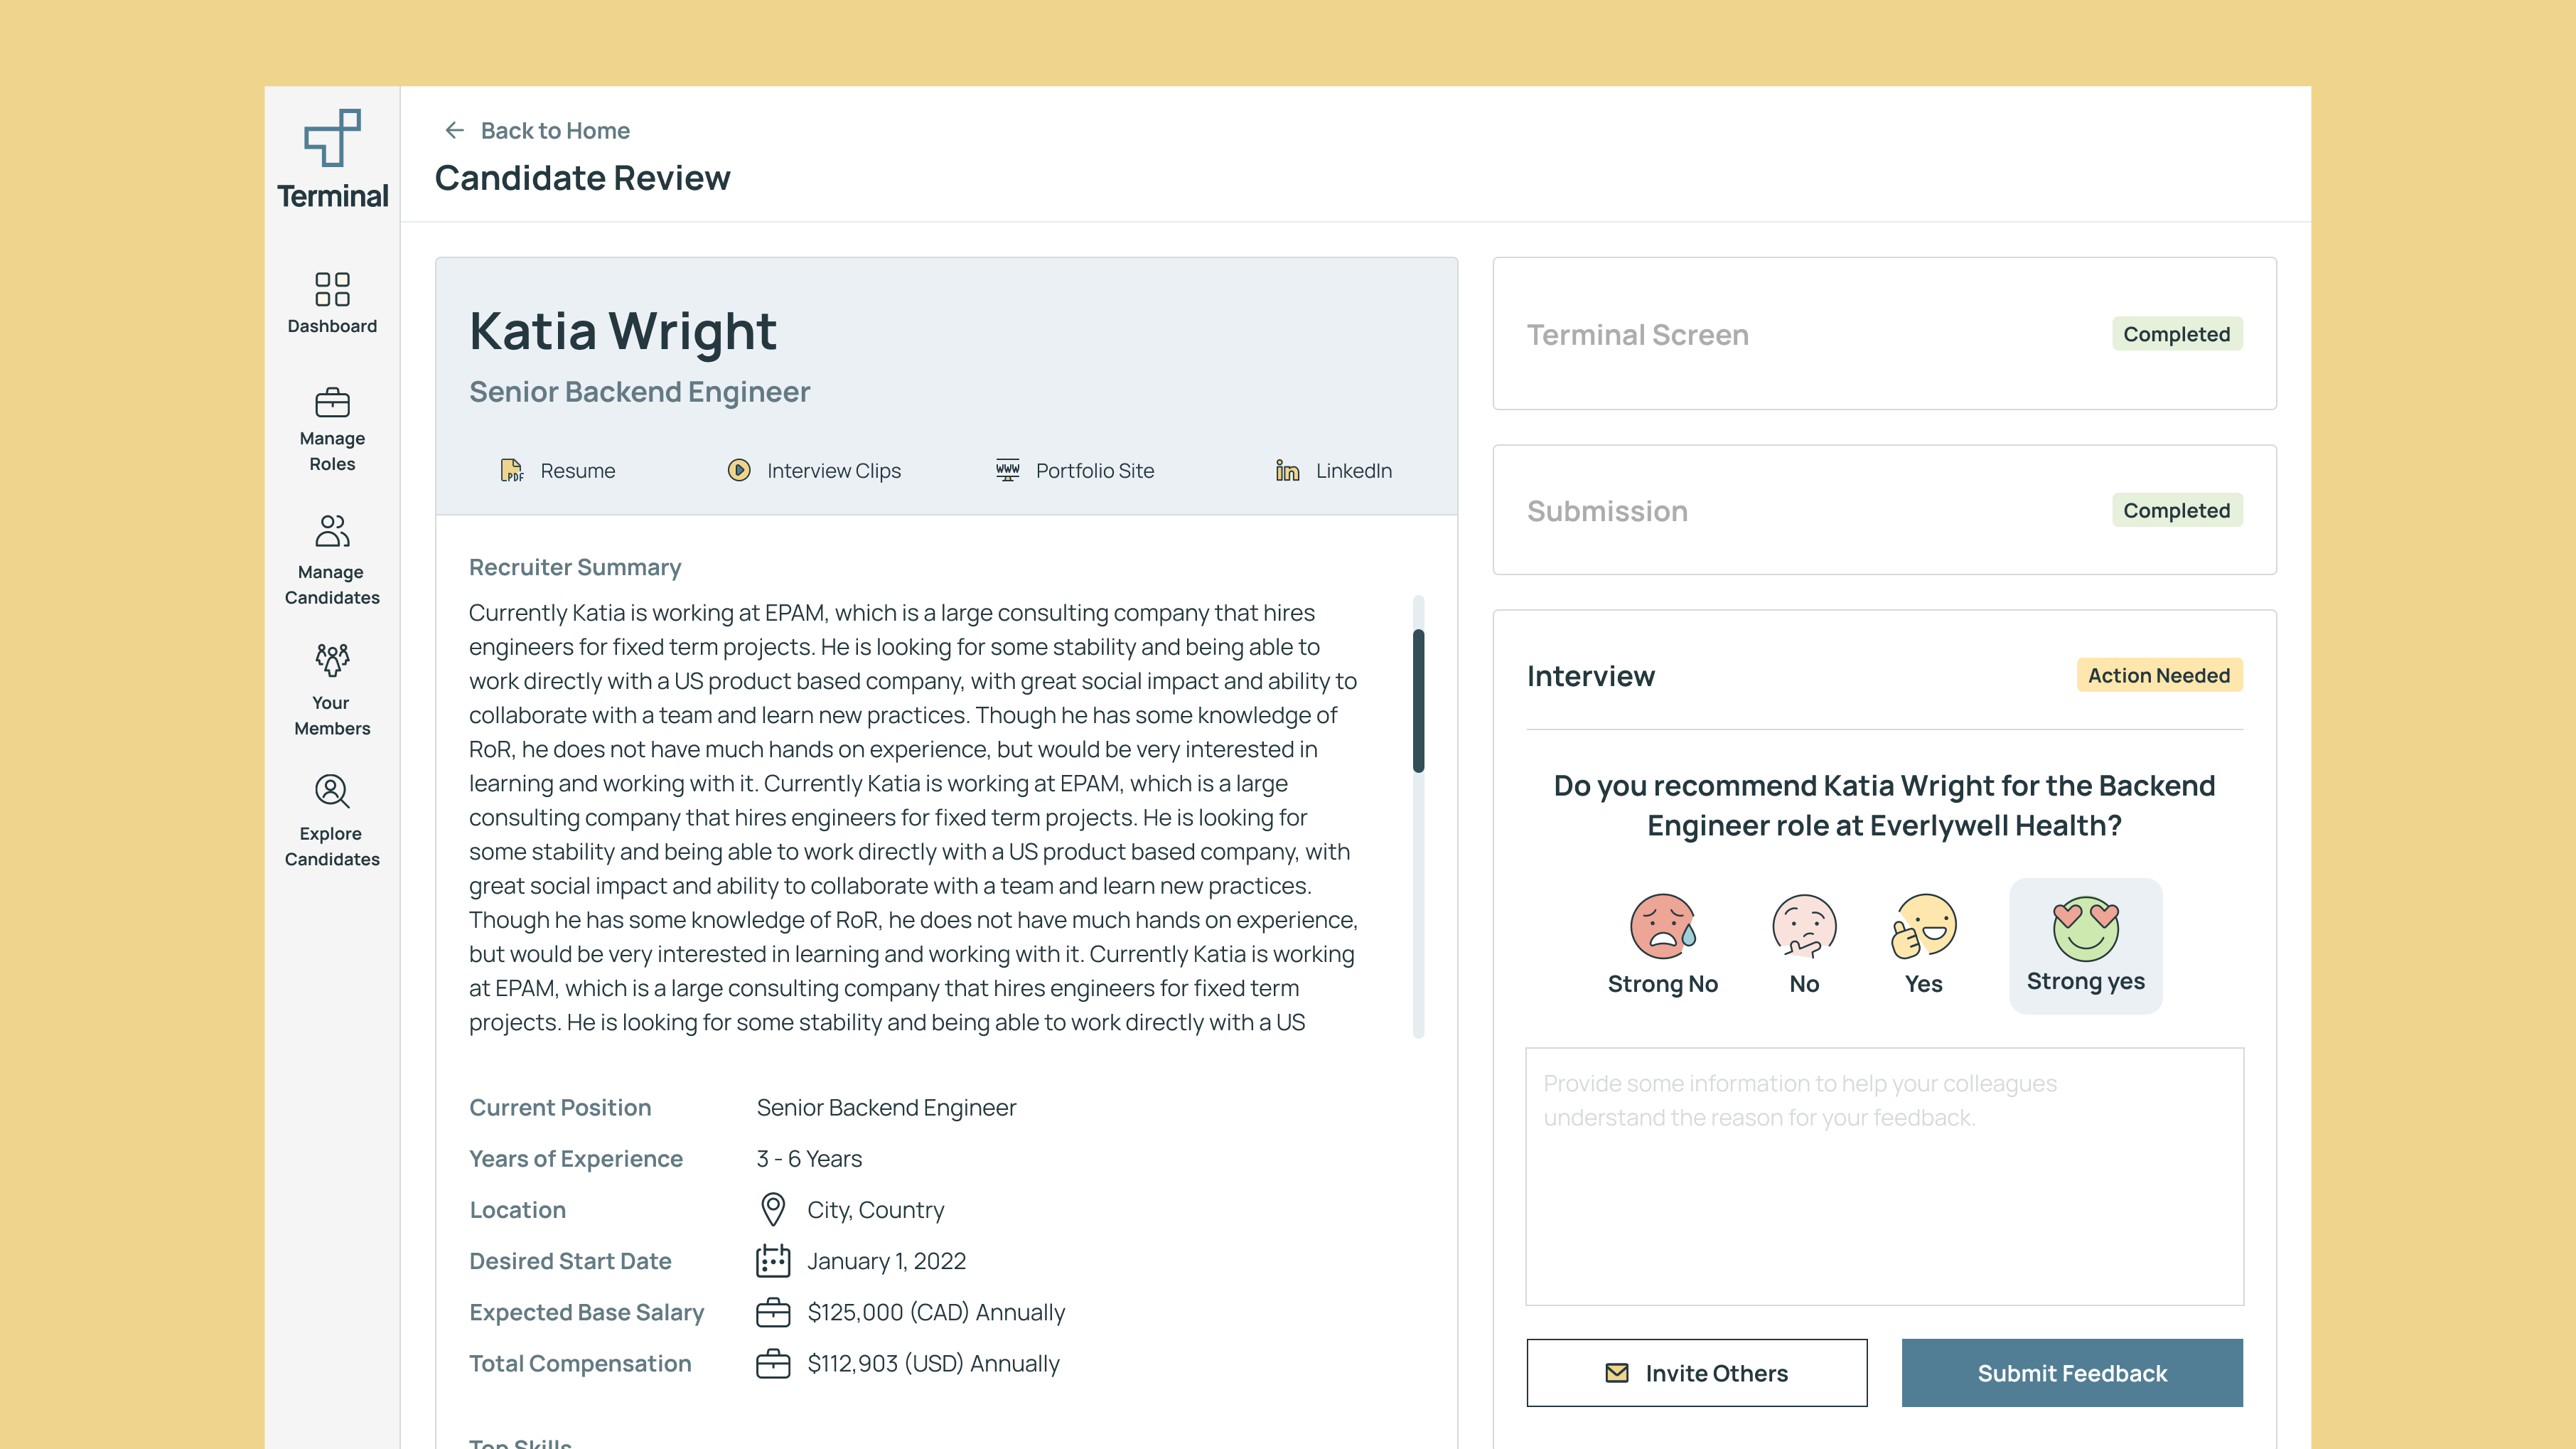 Terminal
Dashboard
Manage
Roles
Manage
Candidates
Your
Members
Explore
Candidates
Back to Home
Candidate Review
Katia Wright
Senior Backend Engineer
PDF
Resume
Interview Clips
WWW
Portfolio Site
in
LinkedIn
Recruiter Summary
Currently Katia is working at EPAM, which is a large consulting company that hires
engineers for fixed term projects. He is looking for some stability and being able to
work directly with a US product based company, with great social impact and ability to
collaborate with a team and learn new practices. Though he has some knowledge of
RoR, he does not have much hands on experience, but would be very interested in
learning and working with it. Currently Katia is working at EPAM, which is a large
consulting company that hires engineers for fixed term projects. He is looking for
some stability and being able to work directly with a US product based company, with
great social impact and ability to collaborate with a team and learn new practices.
Though he has some knowledge of RoR, he does not have much hands on experience,
but would be very interested in learning and working with it. Currently Katia is working
at EPAM, which is a large consulting company that hires engineers for fixed term
projects. He is looking for some stability and being able to work directly with a US
Current Position Senior Backend Engineer
Years of Experience 3 - 6 Years
Location City, Country
Desired Start Date January 1, 2022
Expected Base Salary $125,000 (CAD) Annually
Total Compensation $112,903 (USD) Annually
Top Skills
Terminal Screen
Completed
Submission
Completed
Interview
Action Needed
Do you recommend Katia Wright for the Backend
Engineer role at Everlywell Health?
Strong No
No
Yes
Strong yes
Provide some information to help your colleagues
understand the reason for your feedback.
Invite Others
Submit Feedback